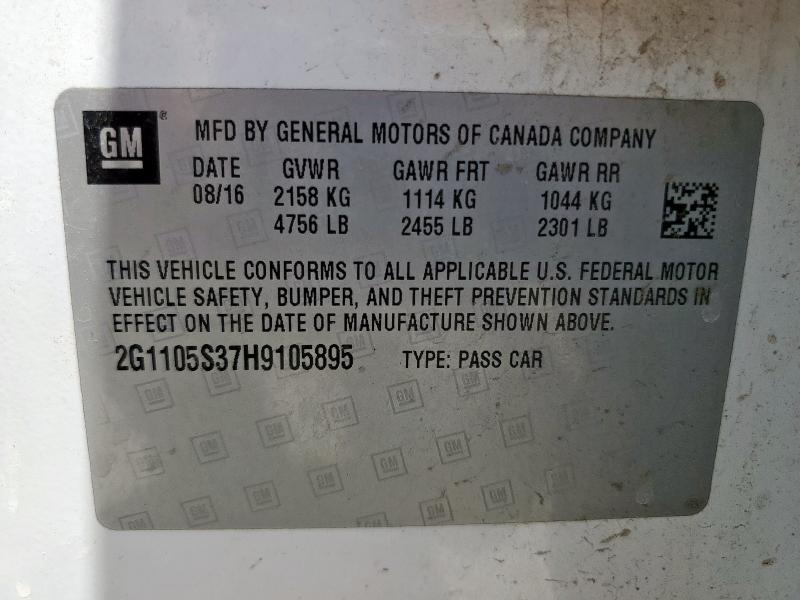 GM® MFD BY GENERAL MOTORS OF CANADA COMPANY
DATE GVWR GAWR FRT GAWR RR
08/16 2158 KG 1114 KG 1044 KG
4756 LB 2455 LB 2301 LB
THIS VEHICLE CONFORMS TO ALL APPLICABLE U.S. FEDERAL MOTOR
VEHICLE SAFETY, BUMPER, AND THEFT PREVENTION STANDARDS IN
EFFECT ON THE DATE OF MANUFACTURE SHOWN ABOVE.
2G1105S37H9105895 TYPE: PASS CAR